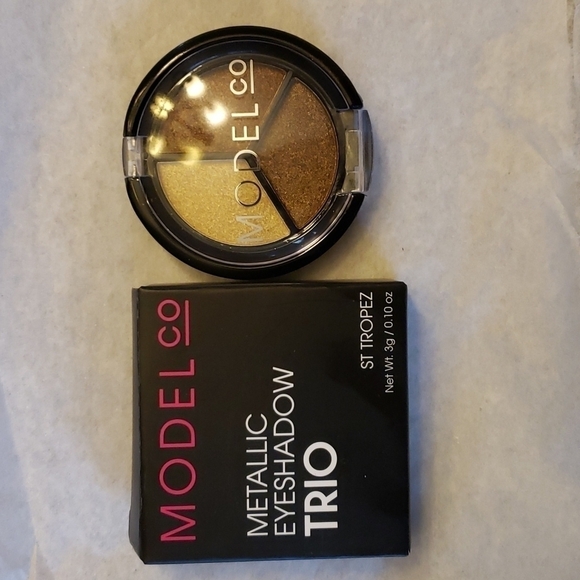 MODEL CO
MODEL CO
METALLIC
EYESHADOW
TRIO
ST TROPEZ
Net Wt. 3g / 0.10 oz